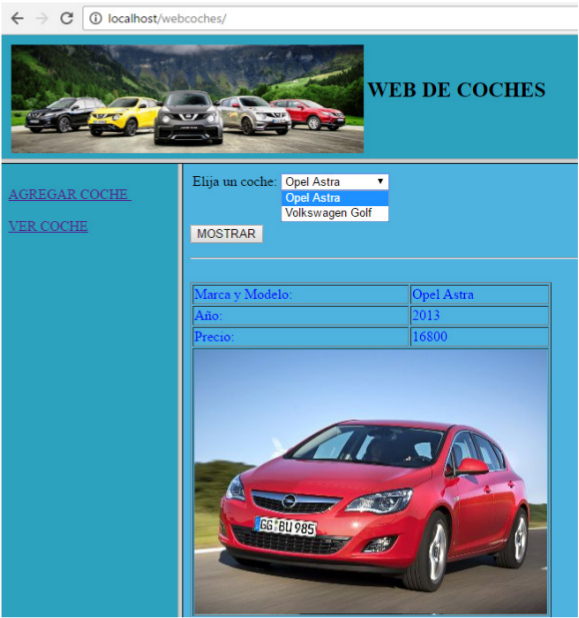 localhost/webcoches/
WEB DE COCHES
AGREGAR COCHE
VER COCHE
Elija un coche: Opel Astra
Opel Astra
Volkswagen Golf
MOSTRAR
Marca y Modelo: Opel Astra
Año: 2013
Precio: 16800
GG BU 985